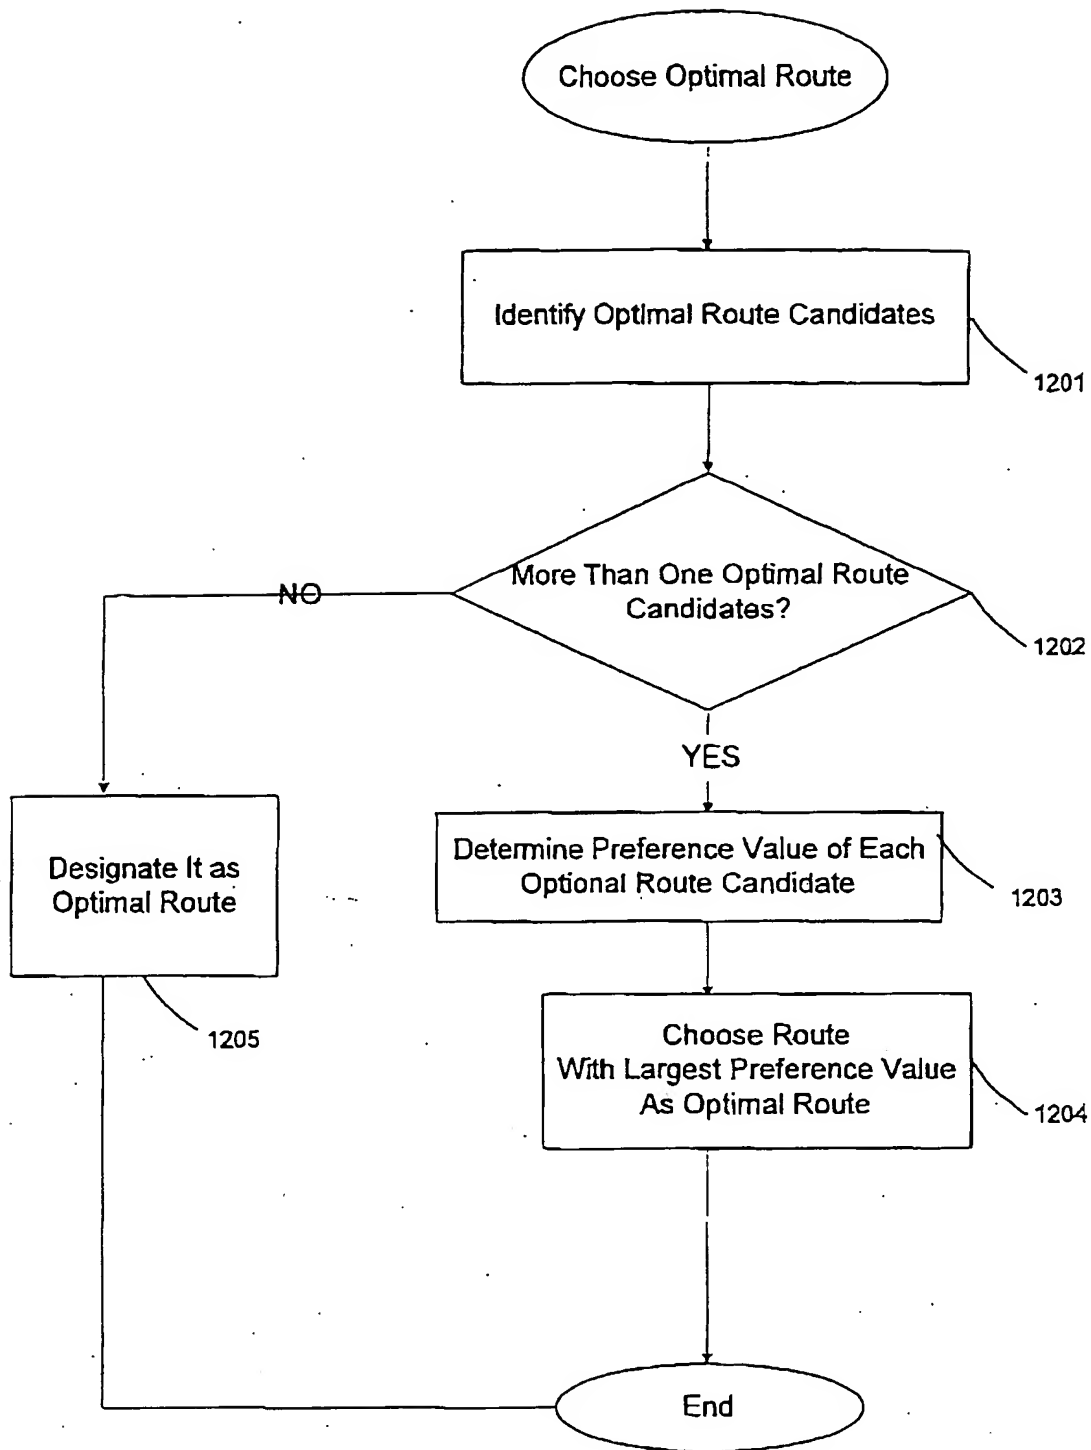 Choose Optimal Route
Identify Optimal Route Candidates
1201
More Than One Optimal Route
Candidates?
1202
NO
YES
Determine Preference Value of Each
Optional Route Candidate
1203
Designate It as
Optimal Route
1205
Choose Route
With Largest Preference Value
As Optimal Route
1204
End